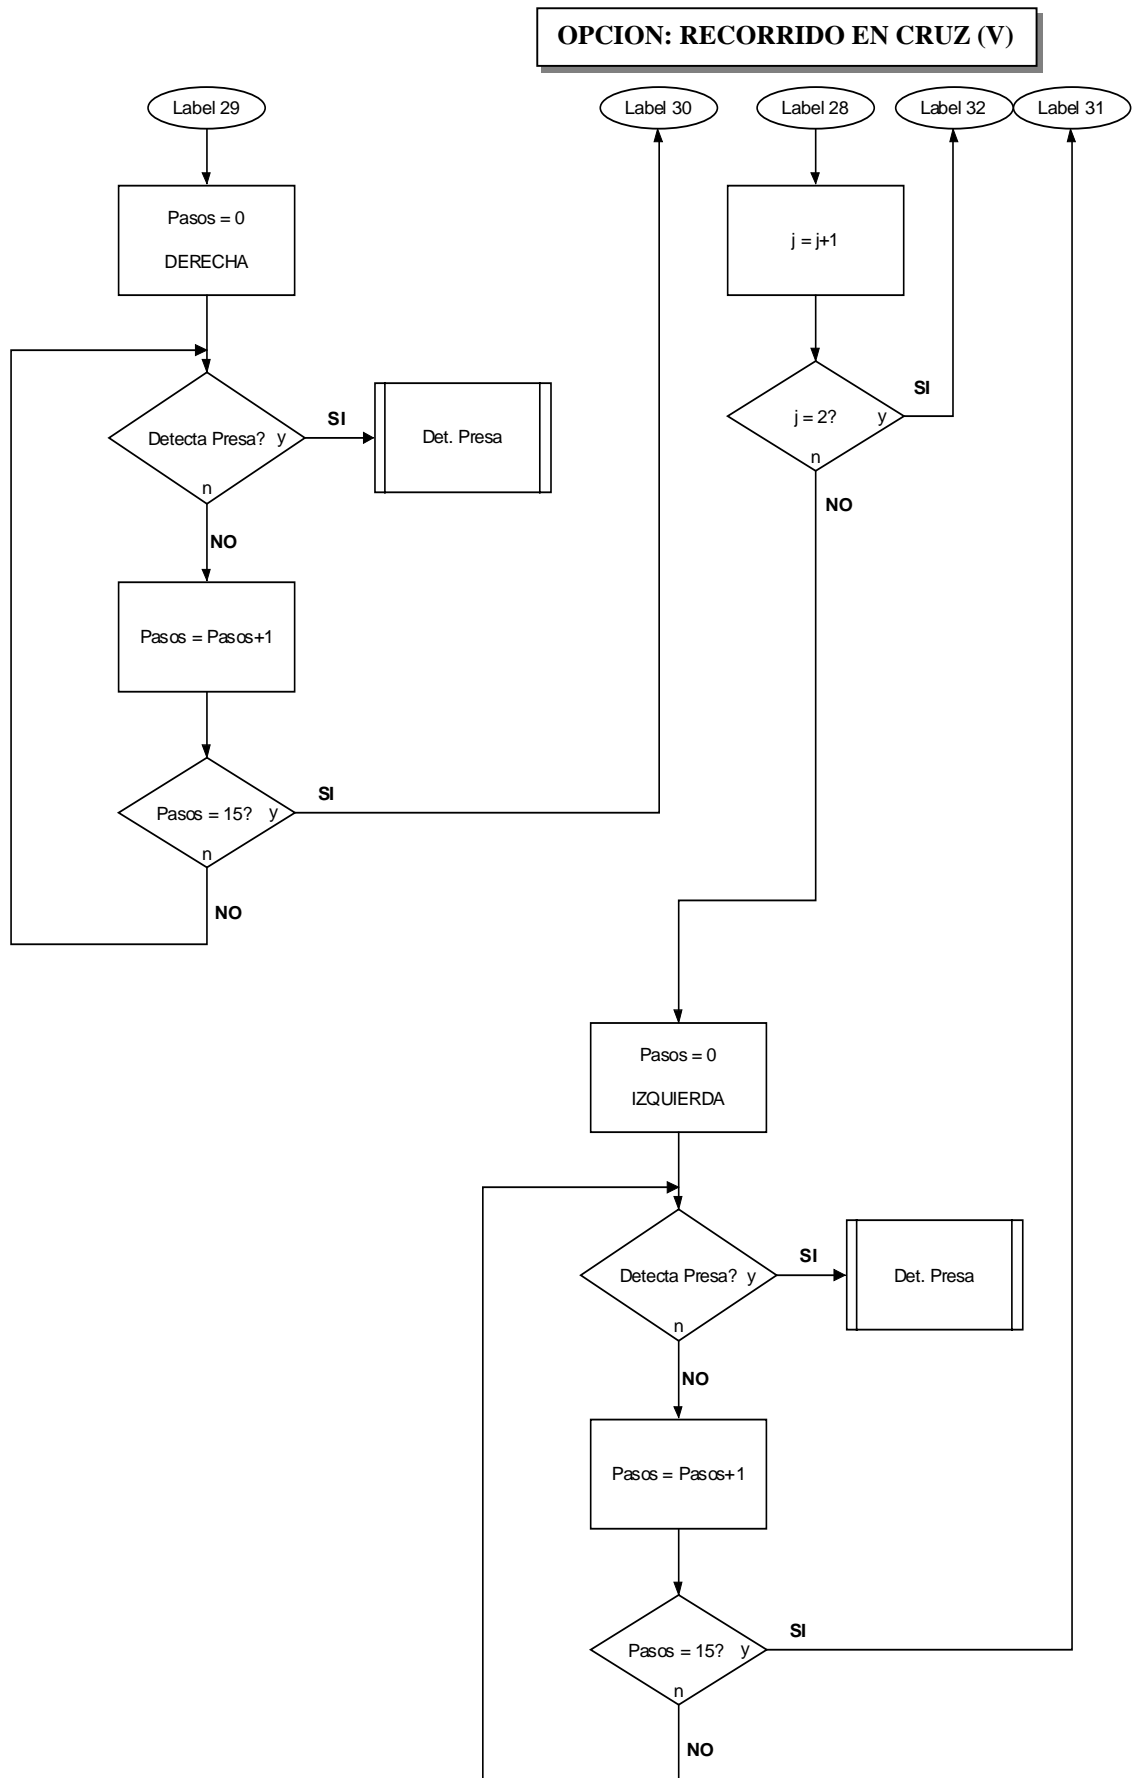 OPCION: RECORRIDO EN CRUZ (V)
Label 29
Label 30
Label 28
Label 32
Label 31
Pasos = 0
DERECHA
Detecta Presa? y
n
SI
Det. Presa
NO
Pasos = Pasos+1
Pasos = 15? y
n
SI
NO
j = j+1
j = 2? y
n
SI
NO
Pasos = 0
IZQUIERDA
Detecta Presa? y
n
SI
Det. Presa
NO
Pasos = Pasos+1
Pasos = 15? y
n
SI
NO